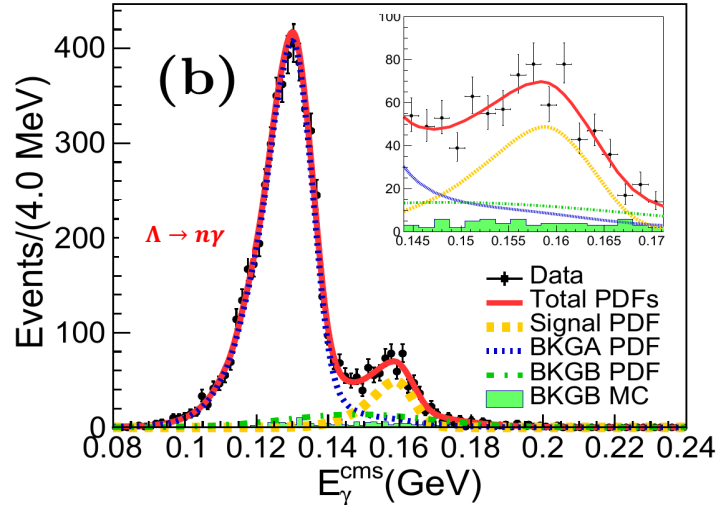 Events/(4.0 MeV)
400
300
200
100
0
(b)
Λ → nγ
100
80
60
40
20
0
0.145 0.15 0.155 0.16 0.165 0.17
Data
Total PDFs
Signal PDF
BKGA PDF
BKGB PDF
BKGB MC
0.08 0.1 0.12 0.14 0.16 0.18 0.2 0.22 0.24
E_γ^cms(GeV)